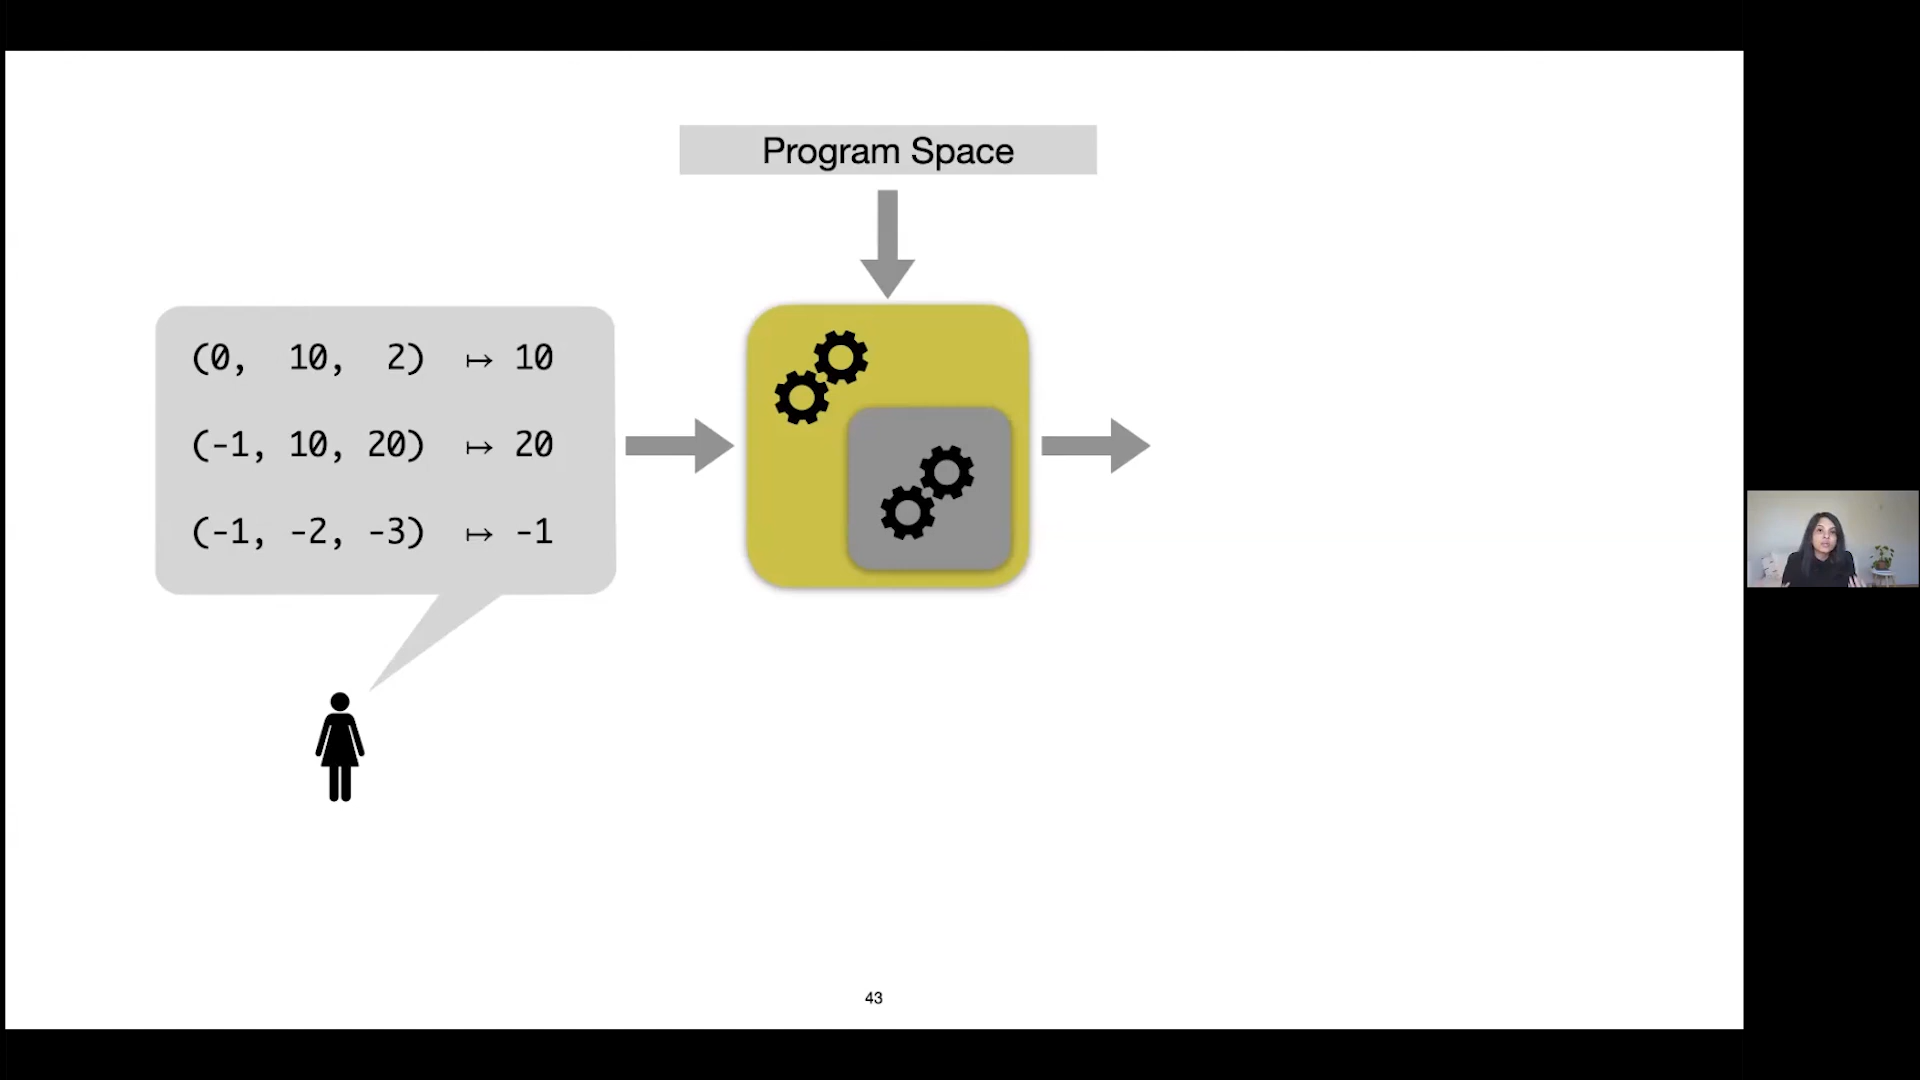 Program Space
(0, 10, 2) ↦ 10
(-1, 10, 20) ↦ 20
(-1, -2, -3) ↦ -1
43